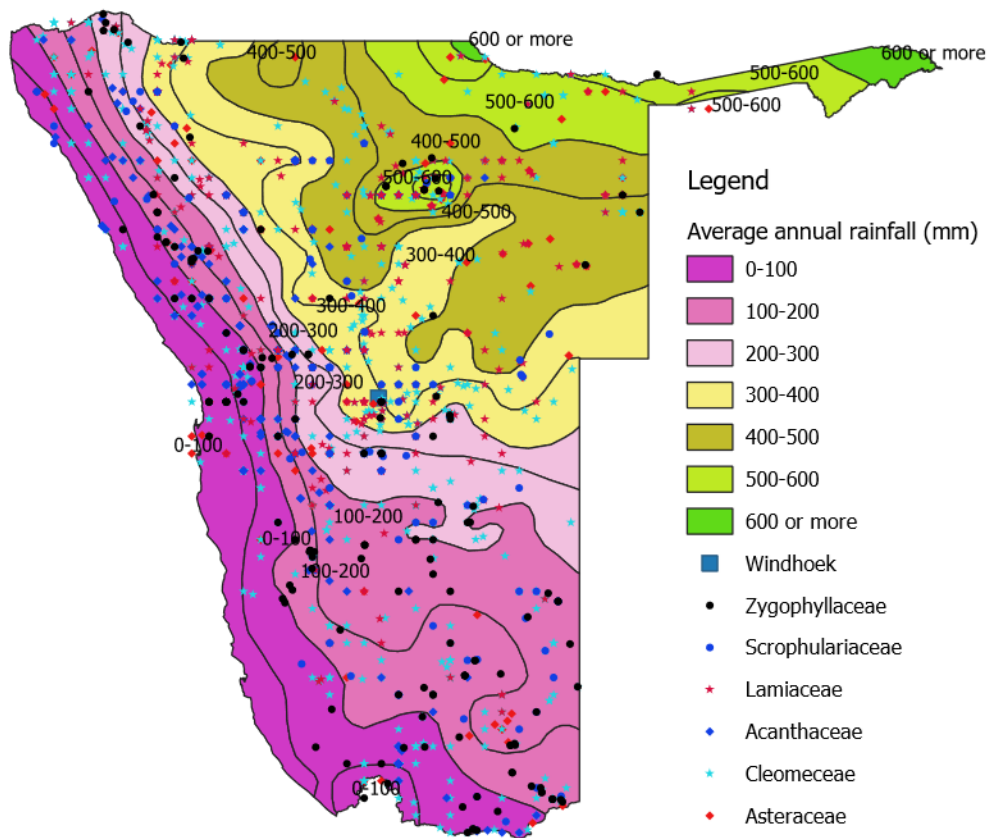 600 or more
400-500
600 or more
500-600
500-600
500-600
400-500
500-600
400-500
300-400
300-400
200-300
200-300
0-100
100-200
0-100
100-200
0-100
Legend
Average annual rainfall (mm)
0-100
100-200
200-300
300-400
400-500
500-600
600 or more
Windhoek
Zygophyllaceae
Scrophulariaceae
Lamiaceae
Acanthaceae
Cleomeceae
Asteraceae